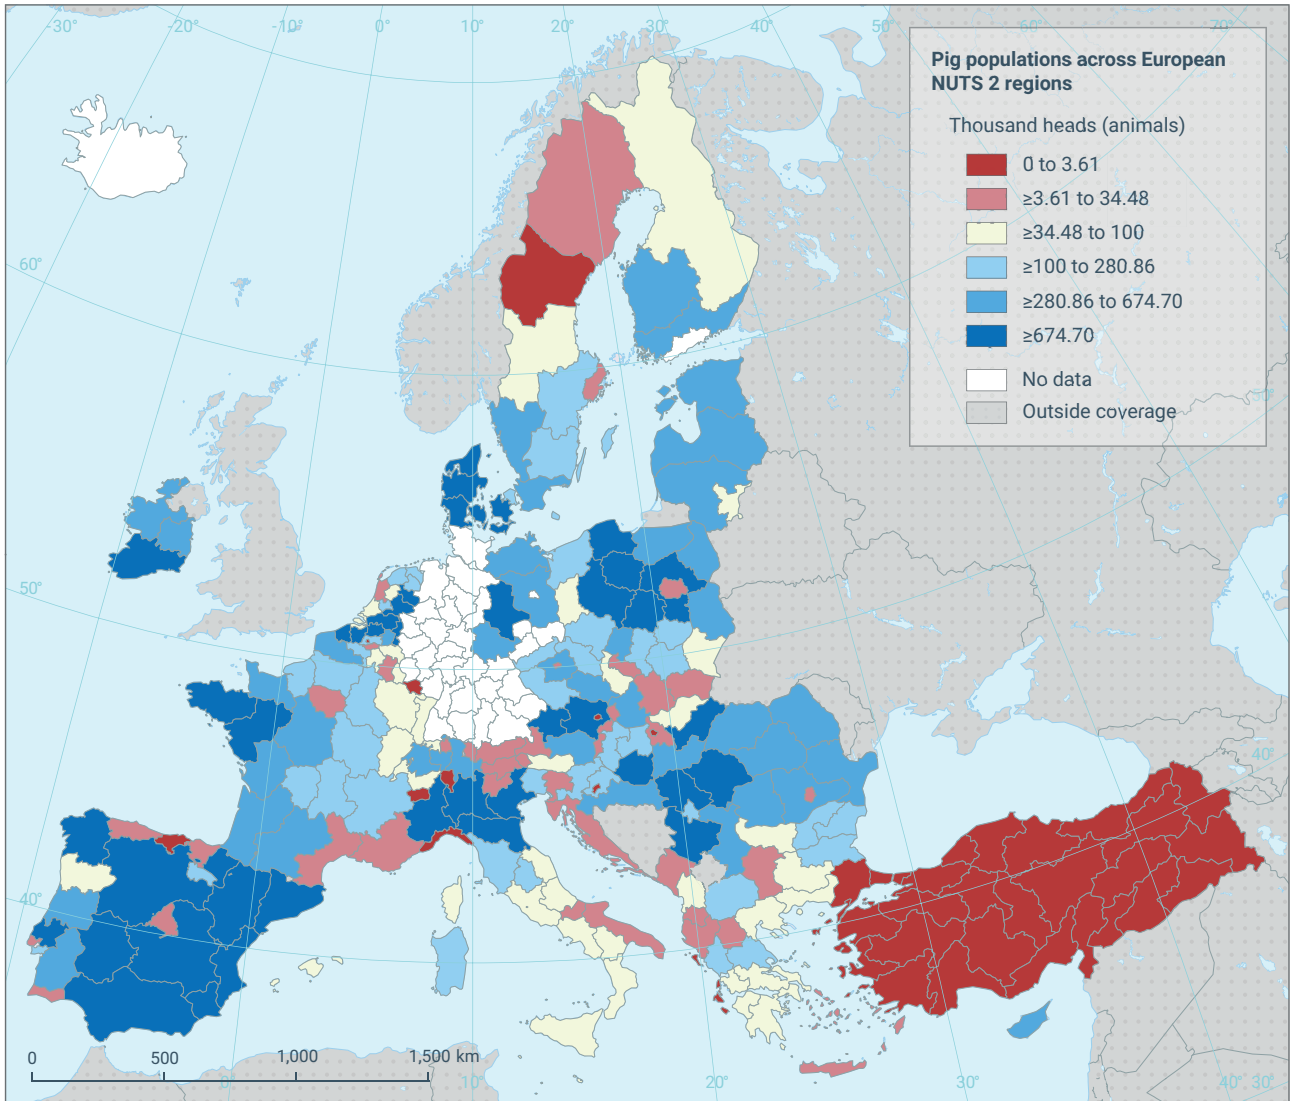 -30°
-20°
-10°
0°
10°
20°
30°
40°
50°
60°
70°
Pig populations across European
NUTS 2 regions
Thousand heads (animals)
0 to 3.61
≥3.61 to 34.48
≥34.48 to 100
≥100 to 280.86
≥280.86 to 674.70
≥674.70
No data
Outside coverage
60°
50°
50°
40°
40°
0
500
1,000
1,500 km
0°
10°
20°
30°
40°
30°